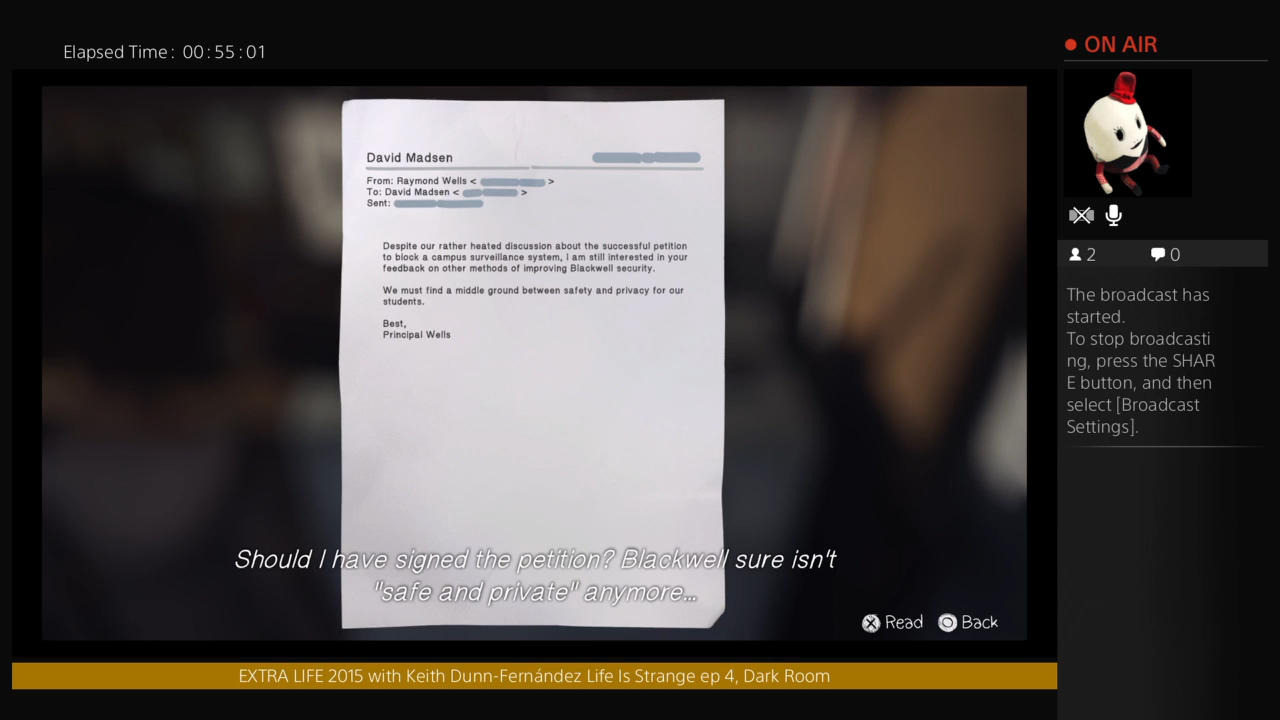 Elapsed Time: 00:55:01
ON AIR
David Madsen
From: Raymond Wells < >
To: David Madsen < >
Sent:
Despite our rather heated discussion about the successful petition
to block a campus surveillance system, I am still interested in your
feedback on other methods of improving Blackwell security.
We must find a middle ground between safety and privacy for our
students.
Best,
Principal Wells
Should I have signed the petition? Blackwell sure isn't
"safe and private" anymore...
Read Back
2 0
The broadcast has
started.
To stop broadcasti
ng, press the SHAR
E button, and then
select [Broadcast
Settings].
EXTRA LIFE 2015 with Keith Dunn-Fernández Life Is Strange ep 4, Dark Room